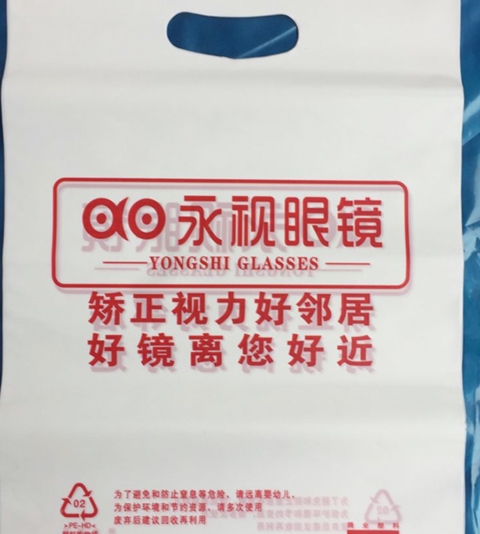 永视眼镜
YONGSHI GLASSES
矫正视力好邻居
好镜离您好近
02
>PE-HD<
为了避免和防止窒息等危险，请远离婴幼儿，
为保护环境和节约资源，请多次使用
废弃后建议回收再利用